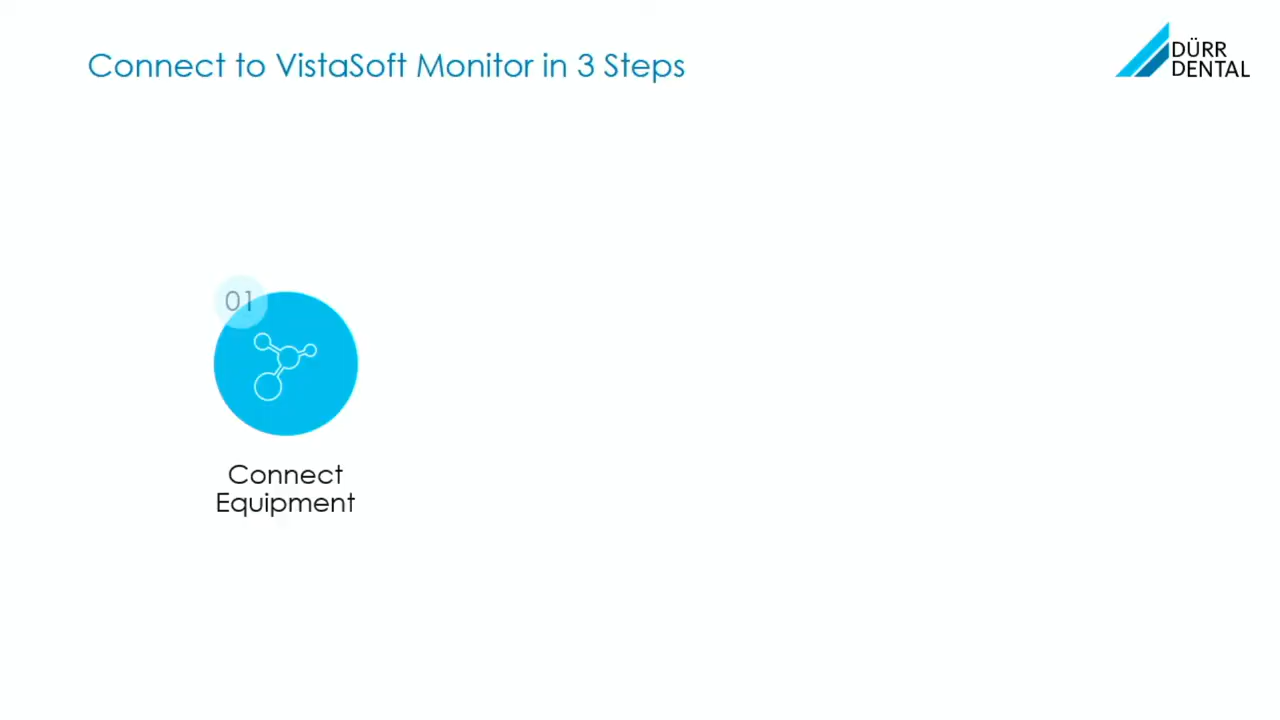 Connect to VistaSoft Monitor in 3 Steps
DÜRR
DENTAL
01
Connect
Equipment